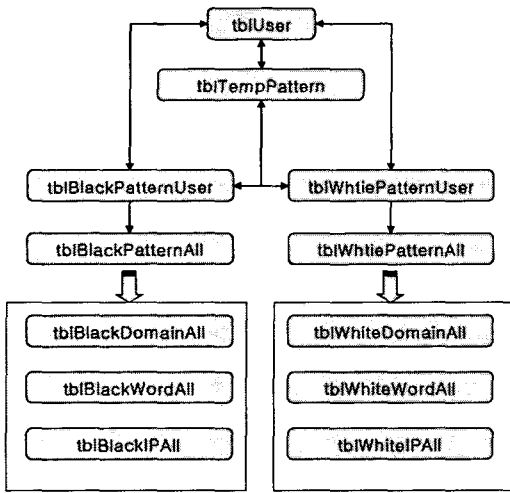 tblUser
tblTempPattern
tblBlackPatternUser
tblWhtiePatternUser
tblBlackPatternAll
tblWhtiePatternAll
tblBlackDomainAll
tblWhiteDomainAll
tblBlackWordAll
tblWhiteWordAll
tblBlackIPAll
tblWhiteIPAll